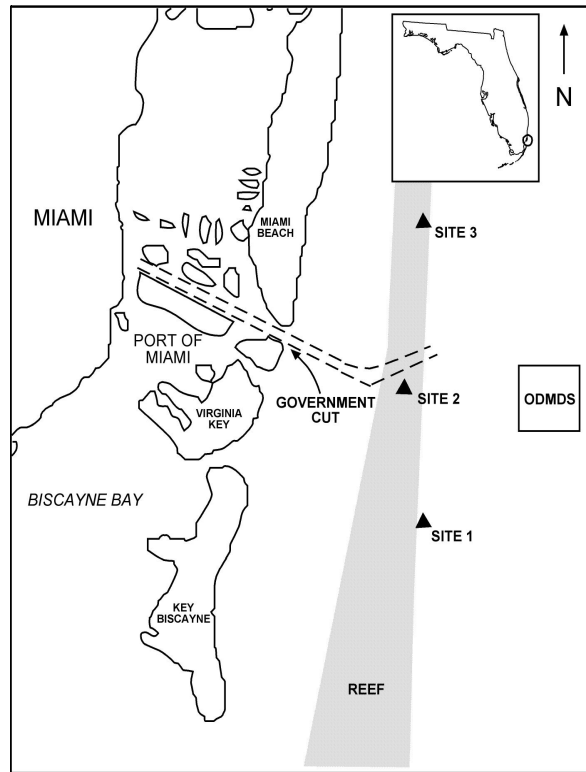 N
MIAMI
MIAMI
BEACH
SITE 3
PORT OF
MIAMI
GOVERNMENT
CUT
SITE 2
ODMDS
VIRGINIA
KEY
BISCAYNE BAY
SITE 1
KEY
BISCAYNE
REEF